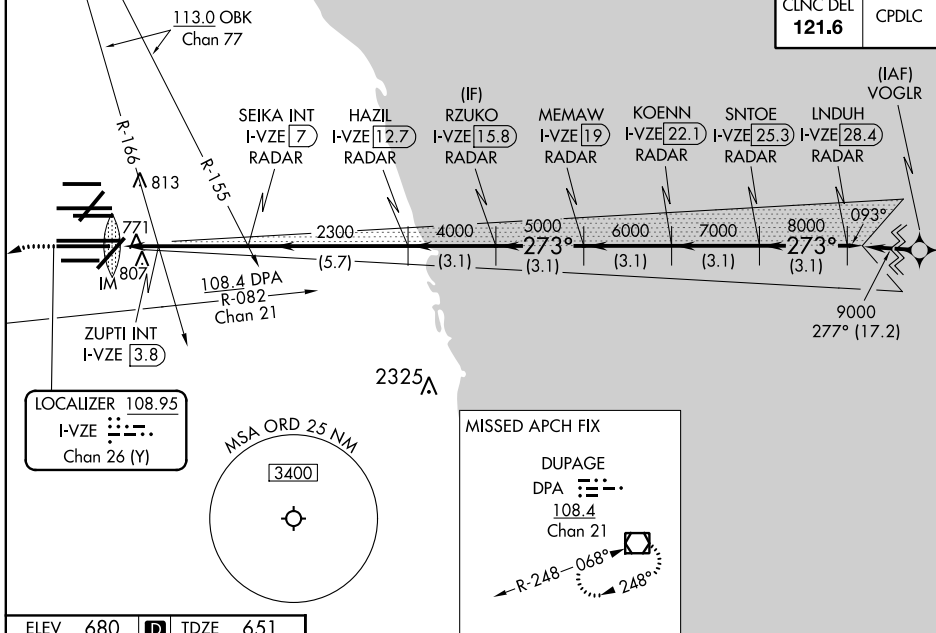 113.0 OBK
Chan 77
CLNC DEL
121.6
CPDLC
(IAF)
VOGLR
SEIKA INT
I-VZE 7
RADAR
HAZIL
I-VZE 12.7
RADAR
(IF)
RZUKO
I-VZE 15.8
RADAR
MEMAW
I-VZE 19
RADAR
KOENN
I-VZE 22.1
RADAR
SNTOE
I-VZE 25.3
RADAR
LNDUH
I-VZE 28.4
RADAR
R-166
R-155
813
771
807
IM
2300
4000
5000
6000
7000
8000
093°
273°
273°
(5.7)
(3.1)
(3.1)
(3.1)
(3.1)
(3.1)
9000
277° (17.2)
108.4 DPA
R-082
Chan 21
ZUPTI INT
I-VZE 3.8
LOCALIZER 108.95
I-VZE
Chan 26 (Y)
2325
MSA ORD 25 NM
3400
MISSED APCH FIX
DUPAGE
DPA
108.4
Chan 21
R-248
068°
248°
ELEV 680
D
TDZE 651